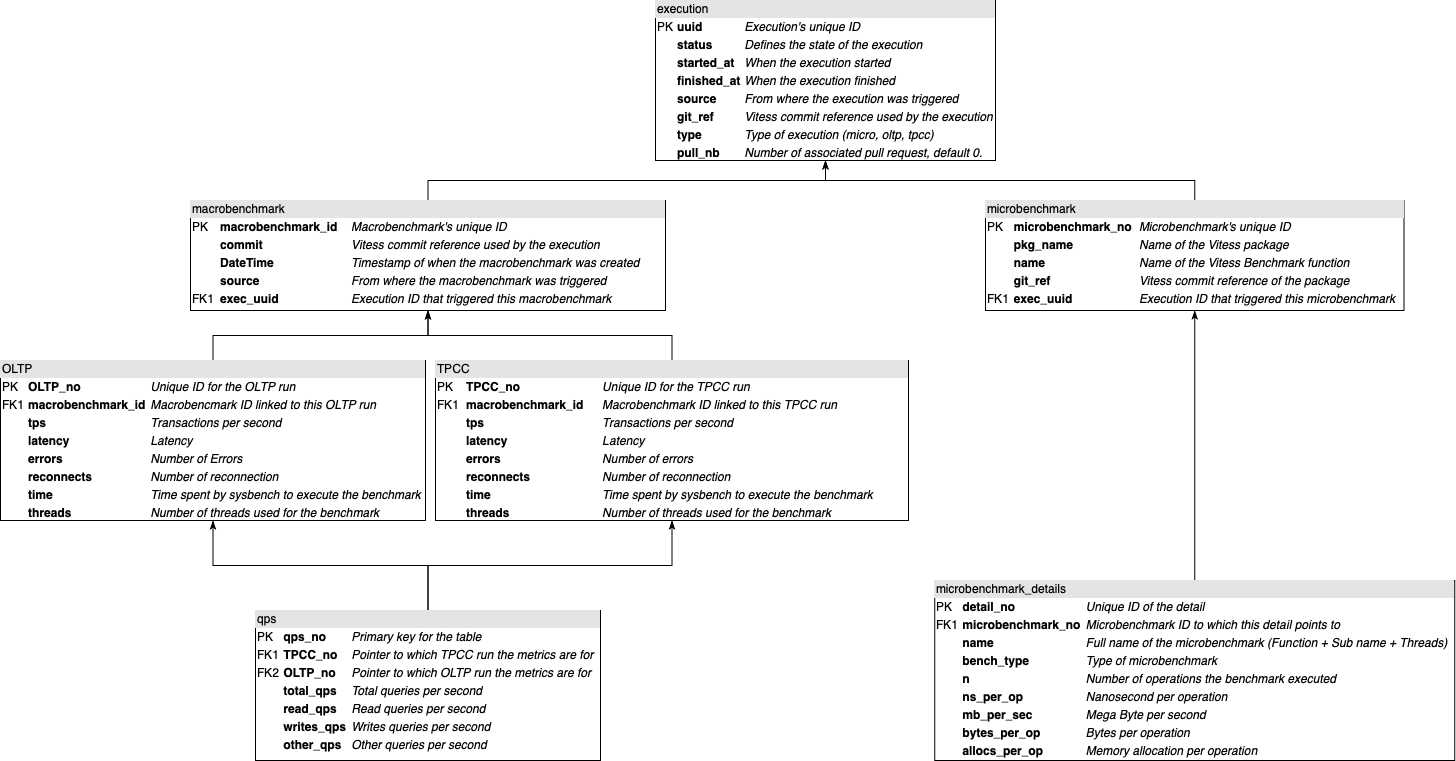 execution
PK uuid Execution's unique ID
status Defines the state of the execution
started_at When the execution started
finished_at When the execution finished
source From where the execution was triggered
git_ref Vitess commit reference used by the execution
type Type of execution (micro, oltp, tpcc)
pull_nb Number of associated pull request, default 0.
macrobenchmark
PK macrobenchmark_id Macrobenchmark's unique ID
commit Vitess commit reference used by the execution
DateTime Timestamp of when the macrobenchmark was created
source From where the macrobenchmark was triggered
FK1 exec_uuid Execution ID that triggered this macrobenchmark
microbenchmark
PK microbenchmark_no Microbenchmark's unique ID
pkg_name Name of the Vitess package
name Name of the Vitess Benchmark function
git_ref Vitess commit reference of the package
FK1 exec_uuid Execution ID that triggered this microbenchmark
OLTP
PK OLTP_no Unique ID for the OLTP run
FK1 macrobenchmark_id Macrobencmark ID linked to this OLTP run
tps Transactions per second
latency Latency
errors Number of Errors
reconnects Number of reconnection
time Time spent by sysbench to execute the benchmark
threads Number of threads used for the benchmark
TPCC
PK TPCC_no Unique ID for the TPCC run
FK1 macrobenchmark_id Macrobenchmark ID linked to this TPCC run
tps Transactions per second
latency Latency
errors Number of errors
reconnects Number of reconnection
time Time spent by sysbench to execute the benchmark
threads Number of threads used for the benchmark
qps
PK qps_no Primary key for the table
FK1 TPCC_no Pointer to which TPCC run the metrics are for
FK2 OLTP_no Pointer to which OLTP run the metrics are for
total_qps Total queries per second
read_qps Read queries per second
writes_qps Writes queries per second
other_qps Other queries per second
microbenchmark_details
PK detail_no Unique ID of the detail
FK1 microbenchmark_no Microbenchmark ID to which this detail points to
name Full name of the microbenchmark (Function + Sub name + Threads)
bench_type Type of microbenchmark
n Number of operations the benchmark executed
ns_per_op Nanosecond per operation
mb_per_sec Mega Byte per second
bytes_per_op Bytes per operation
allocs_per_op Memory allocation per operation